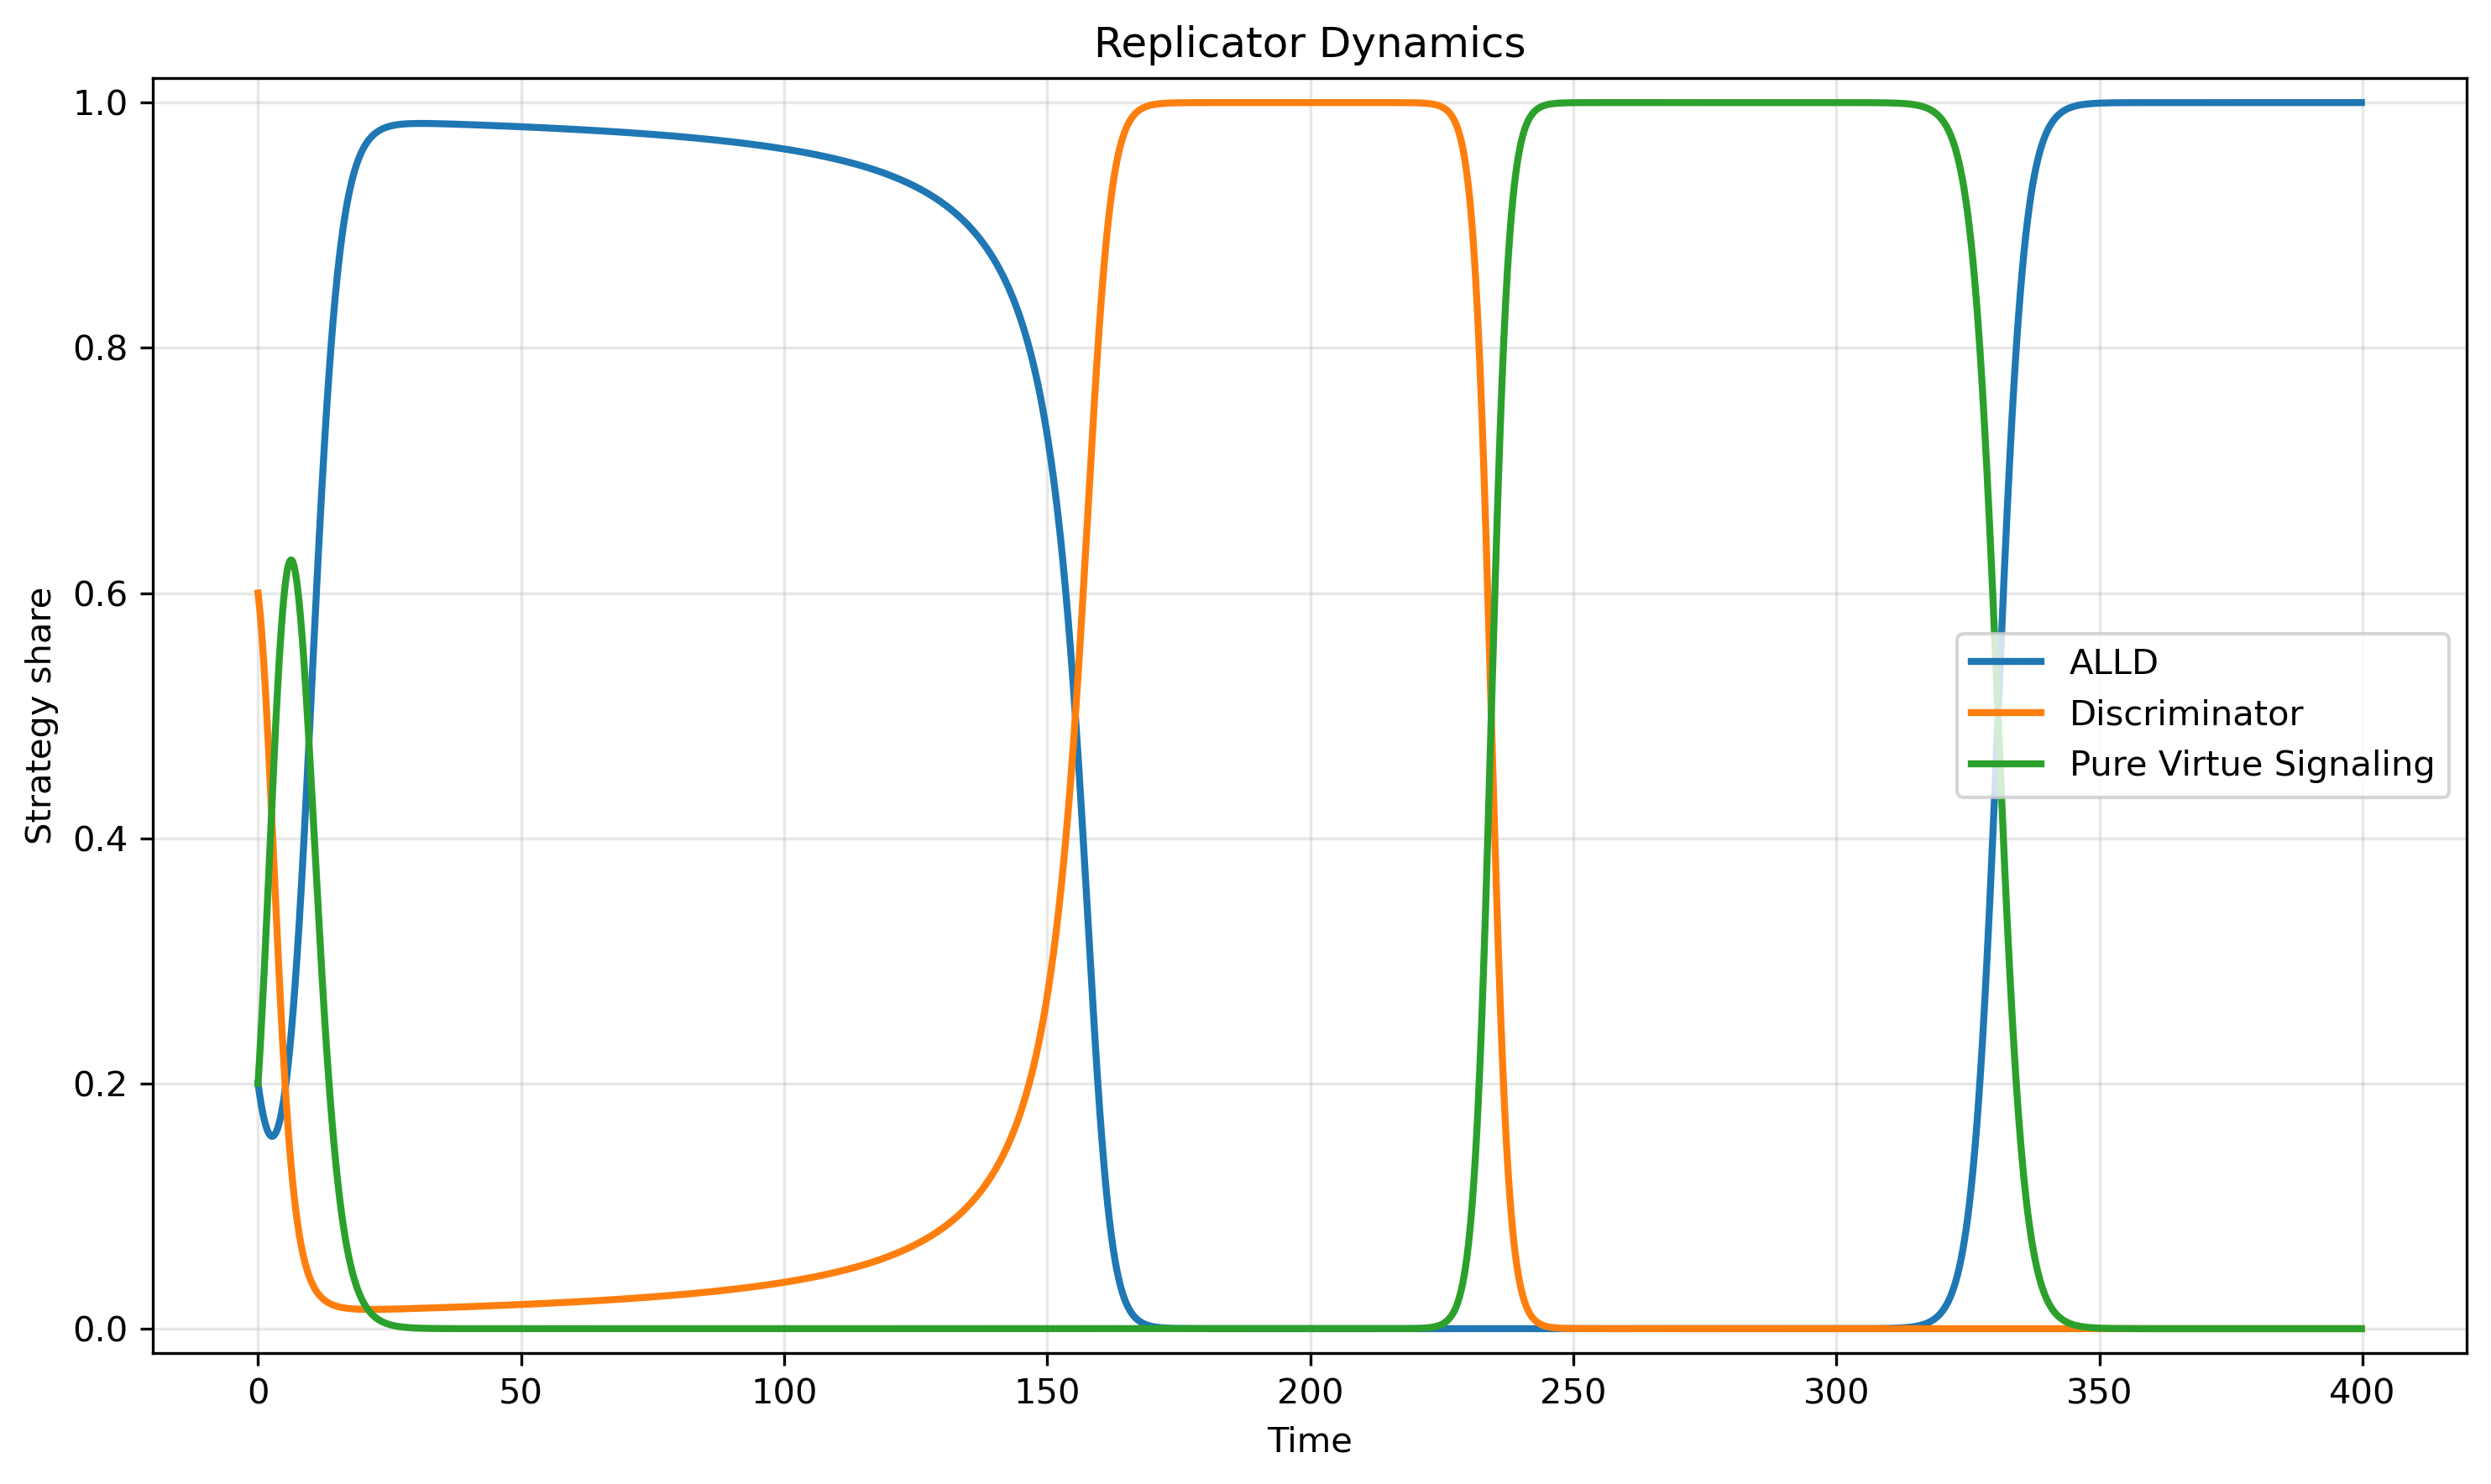 Replicator Dynamics
1.0
0.8
0.6
0.4
0.2
0.0
Strategy share
ALLD
Discriminator
Pure Virtue Signaling
0 50 100 150 200 250 300 350 400
Time